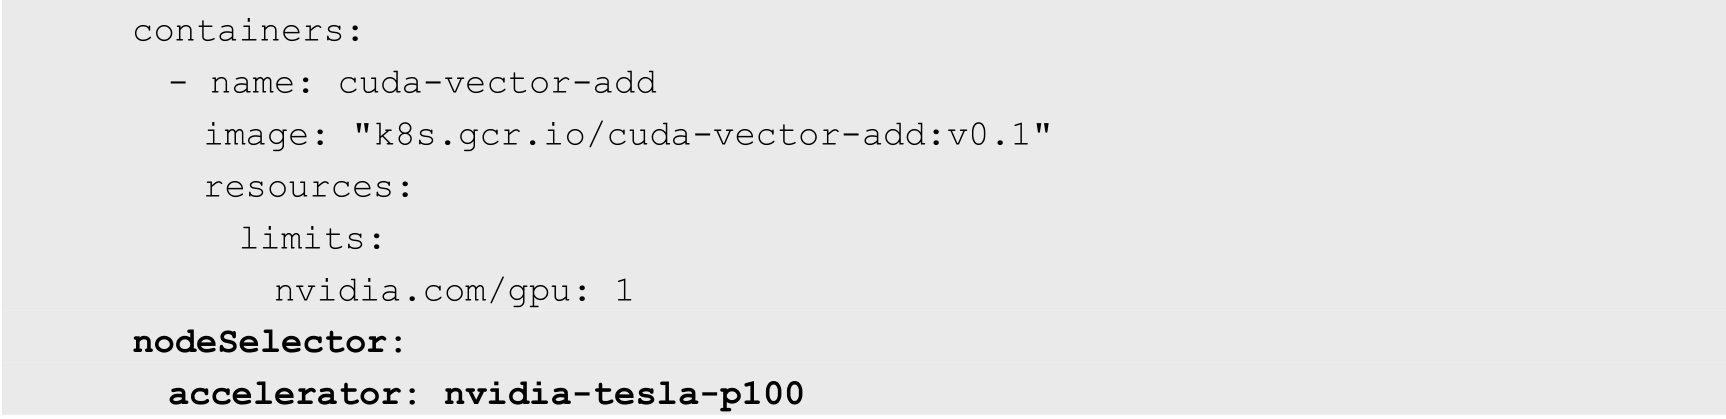 containers:
- name: cuda-vector-add
image: "k8s.gcr.io/cuda-vector-add:v0.1"
resources:
limits:
nvidia.com/gpu: 1
nodeSelector:
accelerator: nvidia-tesla-p100